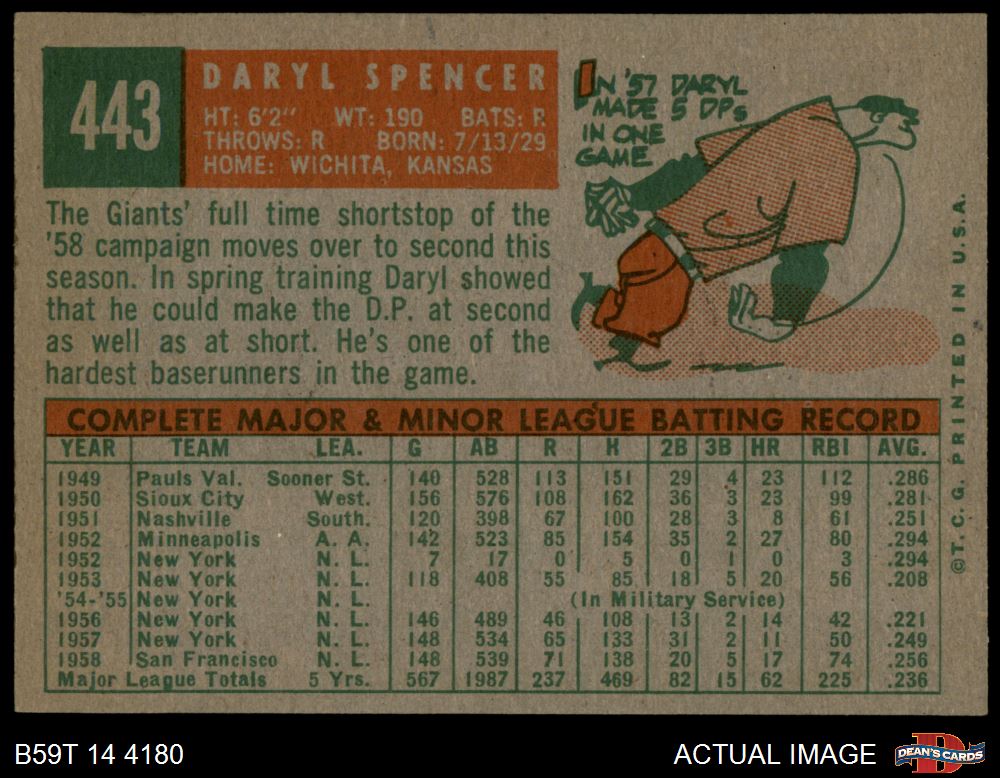 443
DARYL SPENCER
HT: 6'2" WT: 190 BATS: R
THROWS: R BORN: 7/13/29
HOME: WICHITA, KANSAS
IN '57 DARYL
MADE 5 DPs
IN ONE
GAME
The Giants' full time shortstop of the
'58 campaign moves over to second this
season. In spring training Daryl showed
that he could make the D.P. at second
as well as at short. He's one of the
hardest baserunners in the game.
COMPLETE MAJOR & MINOR LEAGUE BATTING RECORD
YEAR TEAM LEA. G AB R H 2B 3B HR RBI AVG.
1949 Pauls Val. Sooner St. 140 528 113 151 29 4 23 112 .286
1950 Sioux City West. 156 576 108 162 36 3 23 99 .281
1951 Nashville South. 120 398 67 100 28 3 8 61 .251
1952 Minneapolis A. A. 142 523 85 154 35 2 27 80 .294
1952 New York N. L. 7 17 0 5 0 1 0 3 .294
1953 New York N. L. 118 408 55 85 18 5 20 56 .208
'54-'55 New York N. L. (In Military Service)
1956 New York N. L. 146 489 46 108 13 2 14 42 .221
1957 New York N. L. 148 534 65 133 31 2 11 50 .249
1958 San Francisco N. L. 148 539 71 138 20 5 17 74 .256
Major League Totals 5 Yrs. 567 1987 237 469 82 15 62 225 .236
©T. C. G. PRINTED IN U.S.A.
B59T 14 4180
ACTUAL IMAGE
DEAN'S CARDS